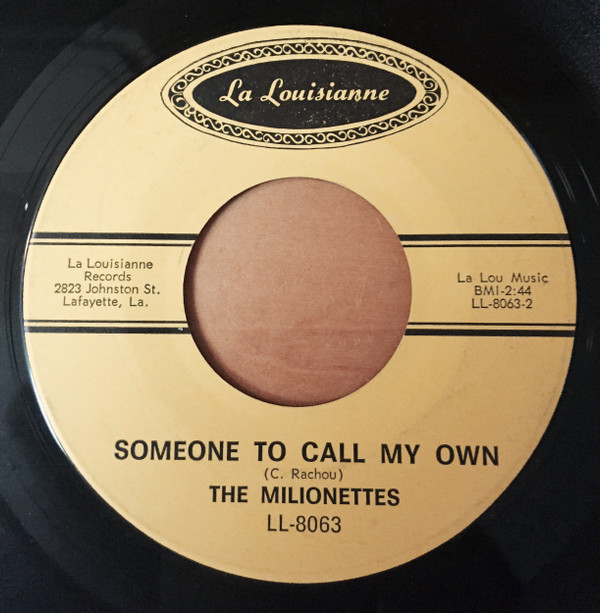 La Louisianne
La Louisianne
Records
2823 Johnston St.
Lafayette, La.
La Lou Music
BMI-2:44
LL-8063-2
SOMEONE TO CALL MY OWN
(C. Rachou)
THE MILIONETTES
LL-8063